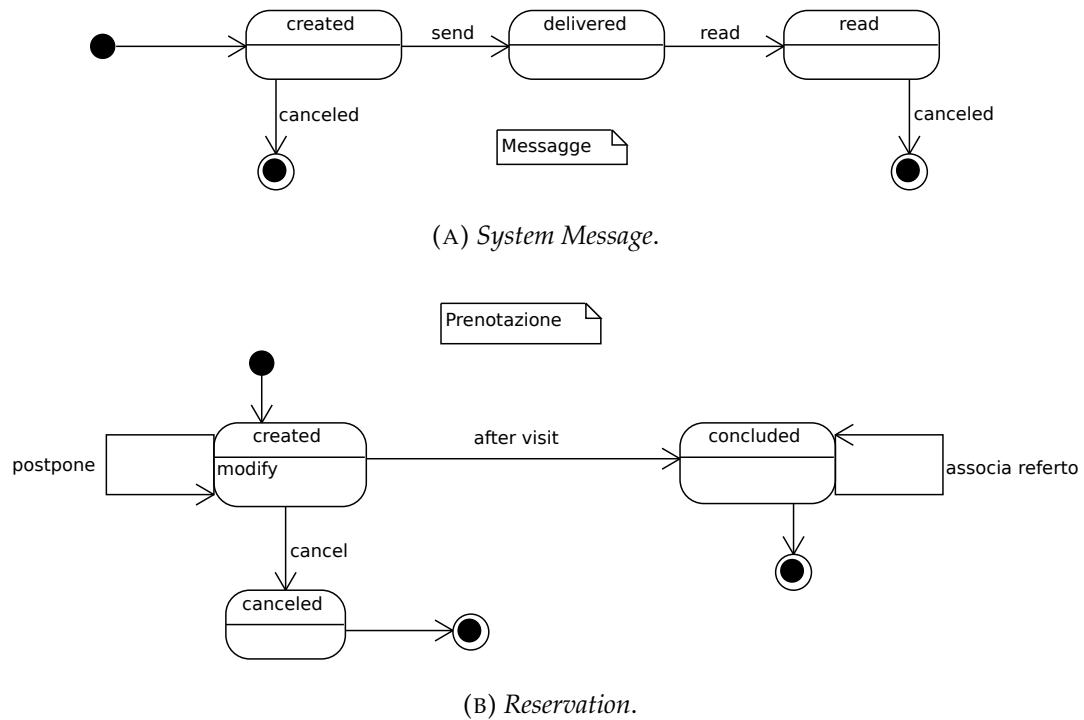 created
send
delivered
read
read
canceled
canceled
Messagge
(A) System Message.
Prenotazione
created
modify
postpone
after visit
concluded
associa referto
cancel
canceled
(B) Reservation.